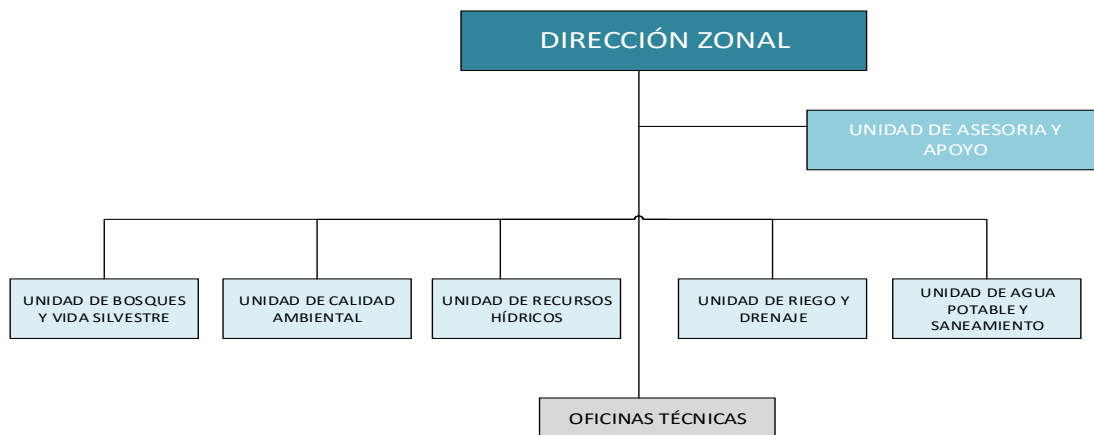 DIRECCIÓN ZONAL
UNIDAD DE ASESORIA Y
APOYO
UNIDAD DE BOSQUES
Y VIDA SILVESTRE
UNIDAD DE CALIDAD
AMBIENTAL
UNIDAD DE RECURSOS
HÍDRICOS
UNIDAD DE RIEGO Y
DRENAJE
UNIDAD DE AGUA
POTABLE Y
SANEAMIENTO
OFICINAS TÉCNICAS